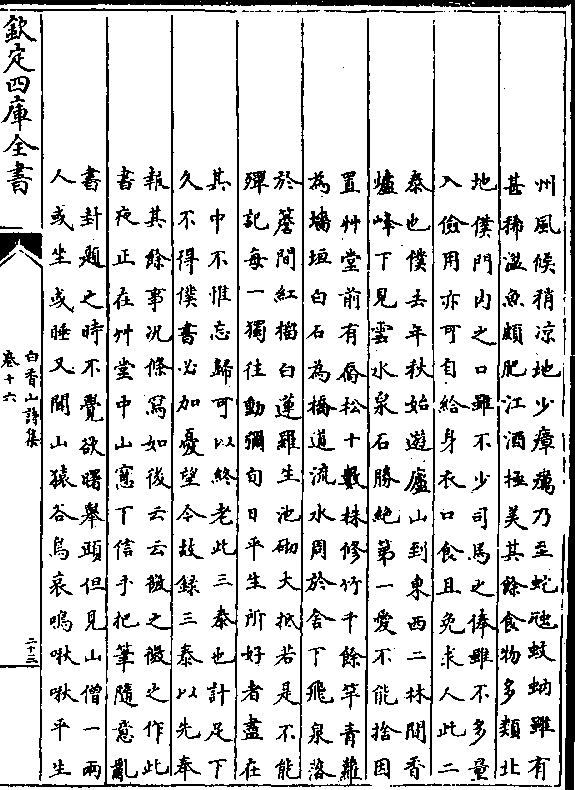 州風候稍凉地少瘴癘乃至蛇虺蚊蚋雖有
甚稀湓魚頗肥江酒極美其餘食物多類北
地僕門内之口雖不少司馬之俸雖不多量
入儉用亦可自給身衣口食且免求人此二
泰也僕去年秋始遊廬山到東西二林間香
爐峰下見雲水泉石勝絶第一愛不能捨因
置艸堂前有喬松十數株修竹千餘竿青蘿
為墻垣白石為橋道流水周於舍下飛泉落
於簷間紅榴白蓮羅生池砌大抵若是不能
殫記每一獨往動彌旬日平生所好者盡在
其中不惟忘歸可以終老此三泰也計足下
久不得僕書必加憂望今故録三泰以先奉
報其餘事况條寫如後云云微之微之作此
書夜正在艸堂中山窻下信手把筆隨意亂
書封題之時不覺欲曙舉頭但見山僧一兩
人或坐或睡又聞山猿谷鳥哀鳴啾啾平生
欽定四庫全書
白香山詩集
卷十六
二十三